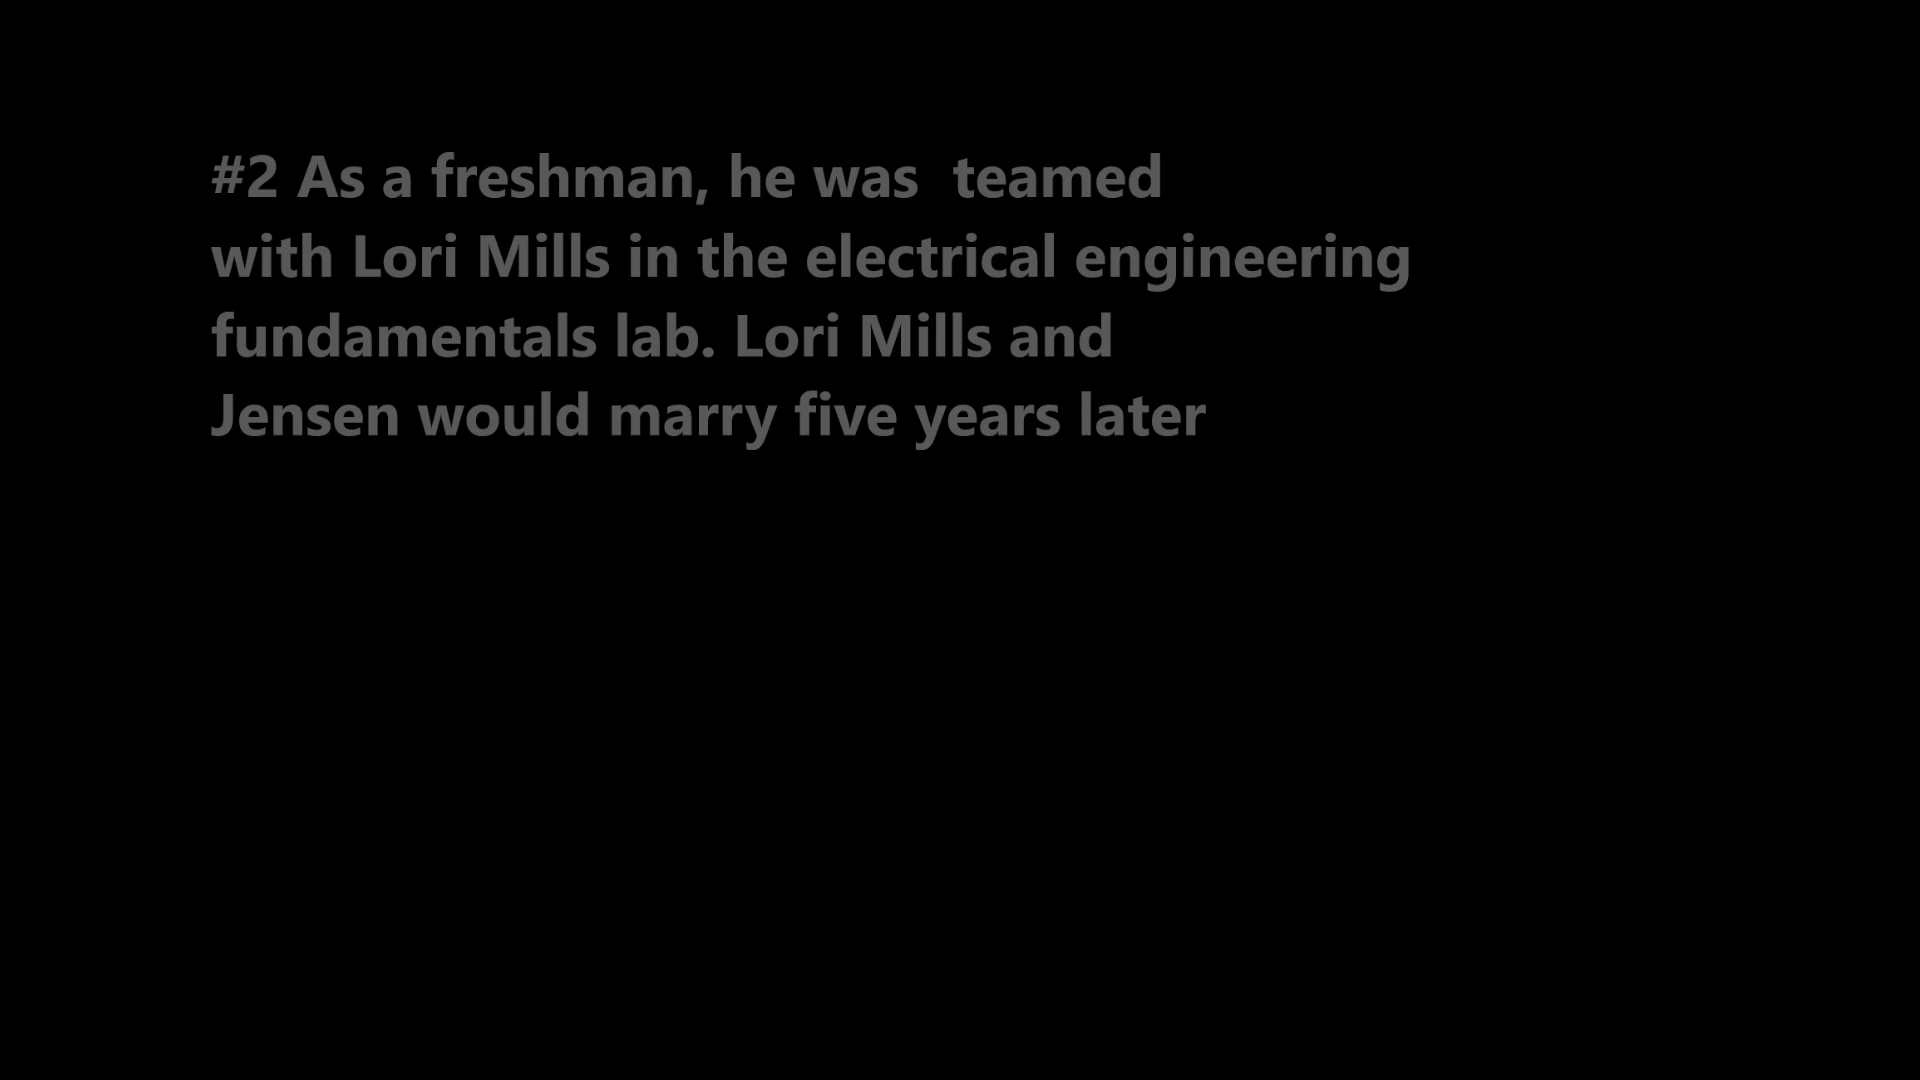 #2 As a freshman, he was  teamed
with Lori Mills in the electrical engineering
fundamentals lab. Lori Mills and
Jensen would marry five years later